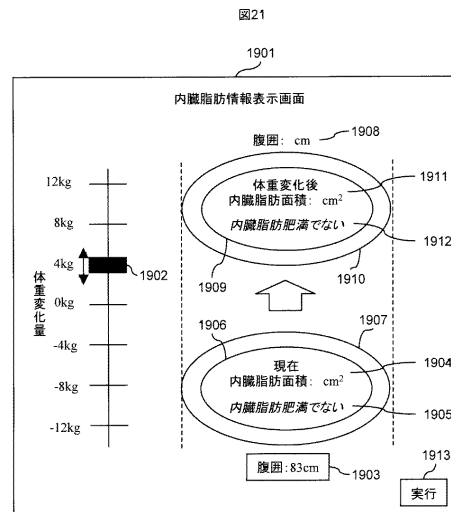 図21
1901
内臓脂肪情報表示画面
腹囲： cm
1908
12kg
8kg
4kg
0kg
-4kg
-8kg
-12kg
体重変化量
1902
体重変化後
内臓脂肪面積： cm²
内臓脂肪肥満でない
1911
1912
1909
1910
1906
1907
現在
内臓脂肪面積： cm²
内臓脂肪肥満でない
1904
1905
腹囲：83cm
1903
1913
実行